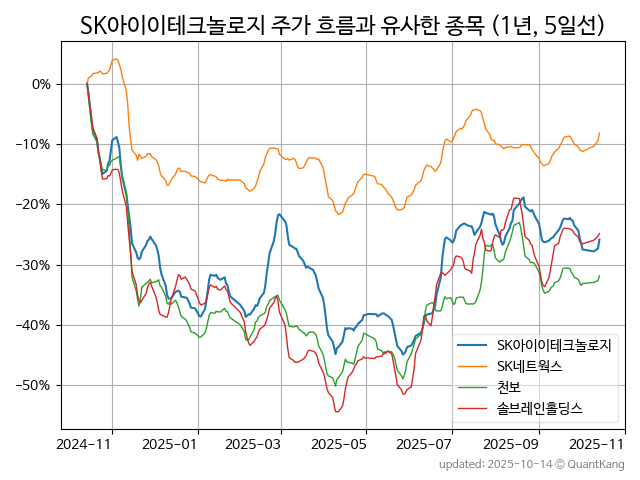 SK아이이테크놀로지 주가 흐름과 유사한 종목 (1년, 5일선)
0%
−10%
−20%
−30%
−40%
−50%
SK아이이테크놀로지
SK네트웍스
천보
솔브레인홀딩스
2024−11
2025−01
2025−03
2025−05
2025−07
2025−09
2025−11
updated: 2025-10-14 © QuantKang